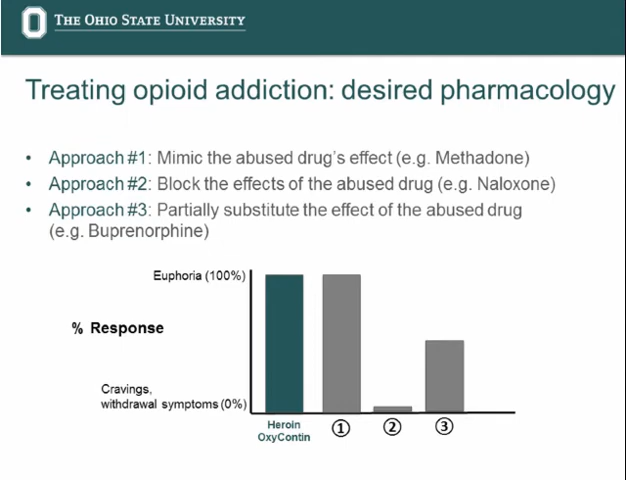 THE OHIO STATE UNIVERSITY
Treating opioid addiction: desired pharmacology
• Approach #1: Mimic the abused drug's effect (e.g. Methadone)
• Approach #2: Block the effects of the abused drug (e.g. Naloxone)
• Approach #3: Partially substitute the effect of the abused drug
(e.g. Buprenorphine)
Euphoria (100%)
% Response
Cravings,
withdrawal symptoms (0%)
Heroin
OxyContin
① ② ③